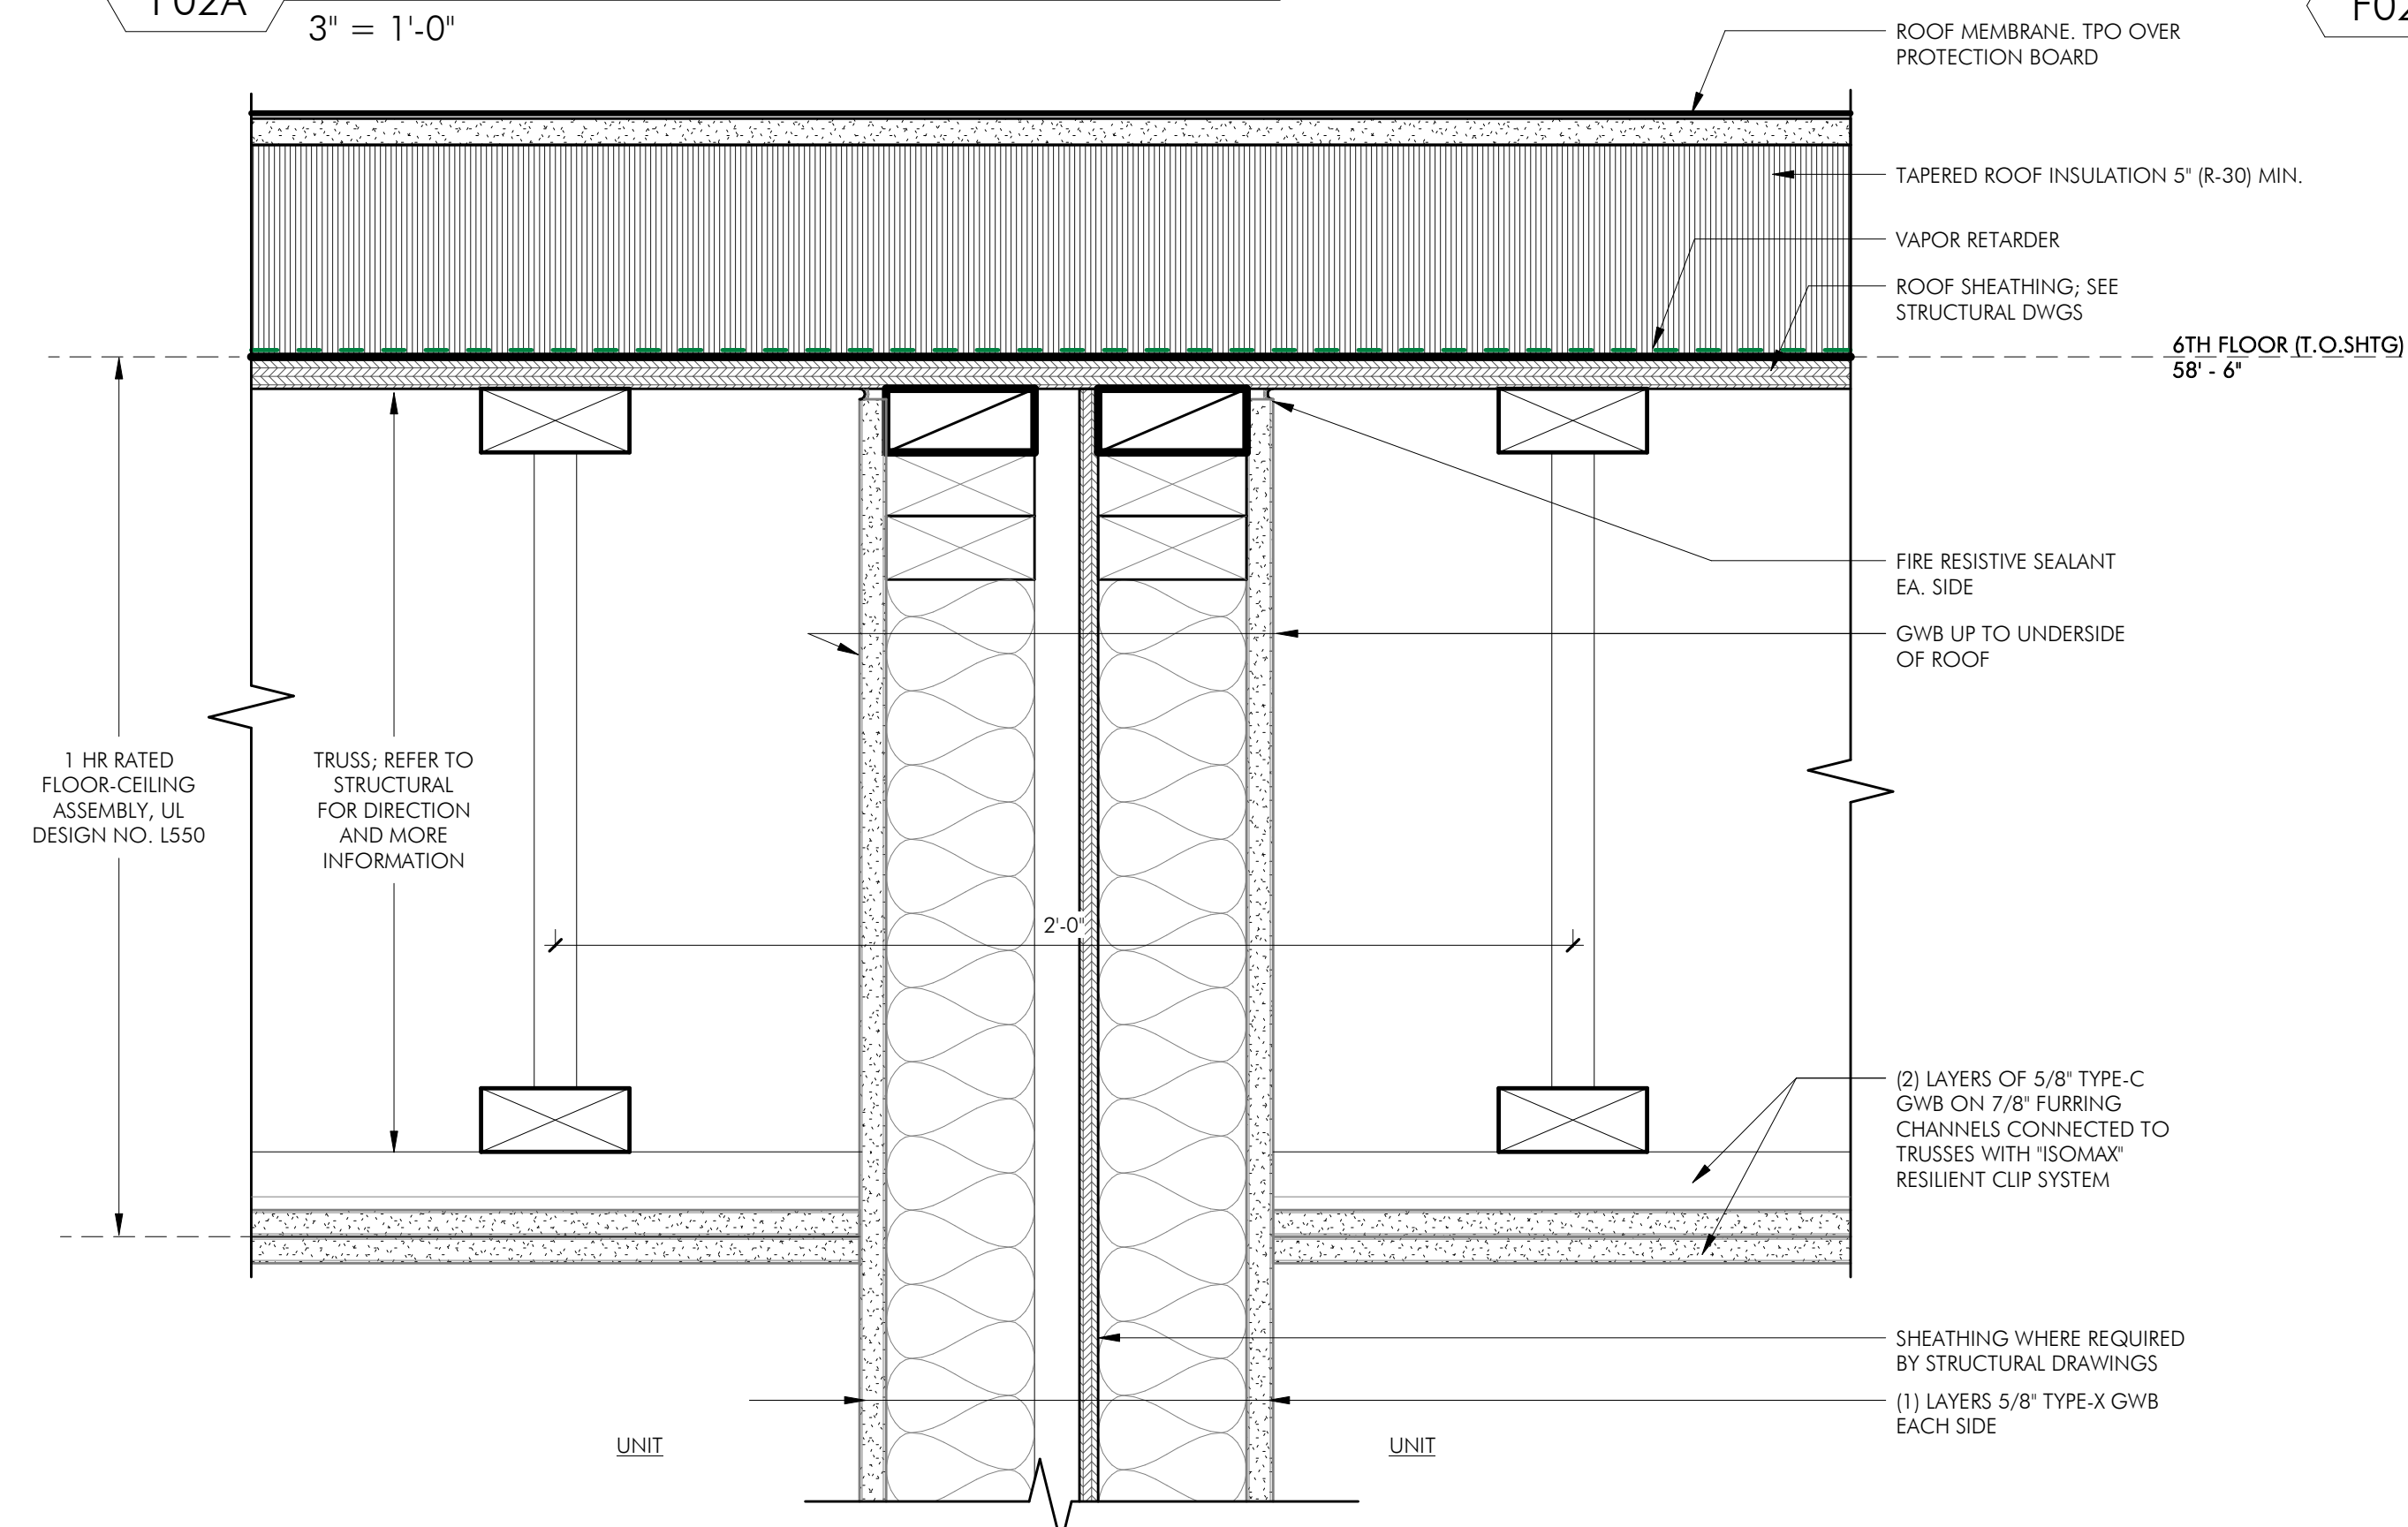 F02A
3" = 1'-0"
F02
ROOF MEMBRANE. TPO OVER
PROTECTION BOARD
TAPERED ROOF INSULATION 5" (R-30) MIN.
VAPOR RETARDER
ROOF SHEATHING; SEE
STRUCTURAL DWGS
6TH FLOOR (T.O.SHTG)
58' - 6"
FIRE RESISTIVE SEALANT
EA. SIDE
GWB UP TO UNDERSIDE
OF ROOF
1 HR RATED
FLOOR-CEILING
ASSEMBLY, UL
DESIGN NO. L550
TRUSS; REFER TO
STRUCTURAL
FOR DIRECTION
AND MORE
INFORMATION
2'-0"
(2) LAYERS OF 5/8" TYPE-C
GWB ON 7/8" FURRING
CHANNELS CONNECTED TO
TRUSSES WITH "ISOMAX"
RESILIENT CLIP SYSTEM
SHEATHING WHERE REQUIRED
BY STRUCTURAL DRAWINGS
(1) LAYERS 5/8" TYPE-X GWB
EACH SIDE
UNIT
UNIT